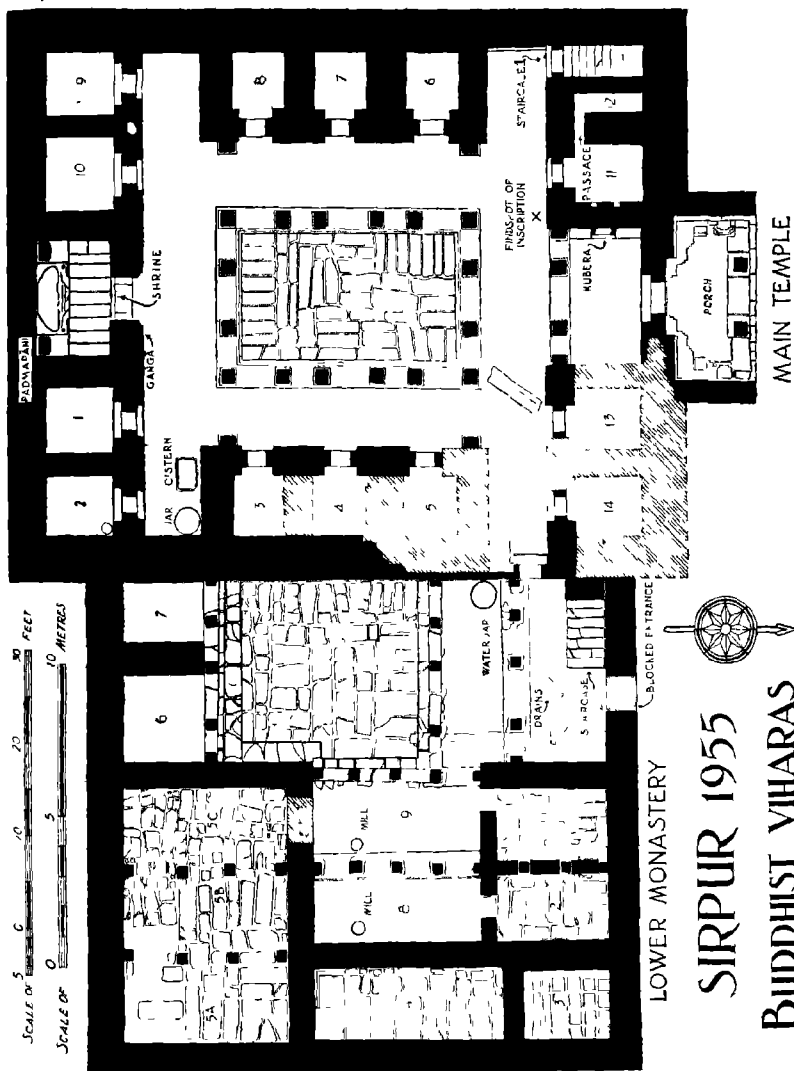 SIRPUR 1955
BUDDHIST VIHARAS
LOWER MONASTERY
MAIN TEMPLE
SCALE OF 5 0 10 20 30 FEET
SCALE OF 0 5 10 METRES
9
10
SHRINE
PADMAPANI
GANGA
1
2
JAR
CISTERN
8
7
6
3
4
5
STAIRCASE
PASSAGE
12
11
FINDSPOT OF
INSCRIPTION
X
KUBERA
PORCH
13
14
7
6
WATER JAR
DRAINS
STAIRCASE
BLOCKED ENTRANCE
5C
5B
5A
MILL
9
MILL
8
2